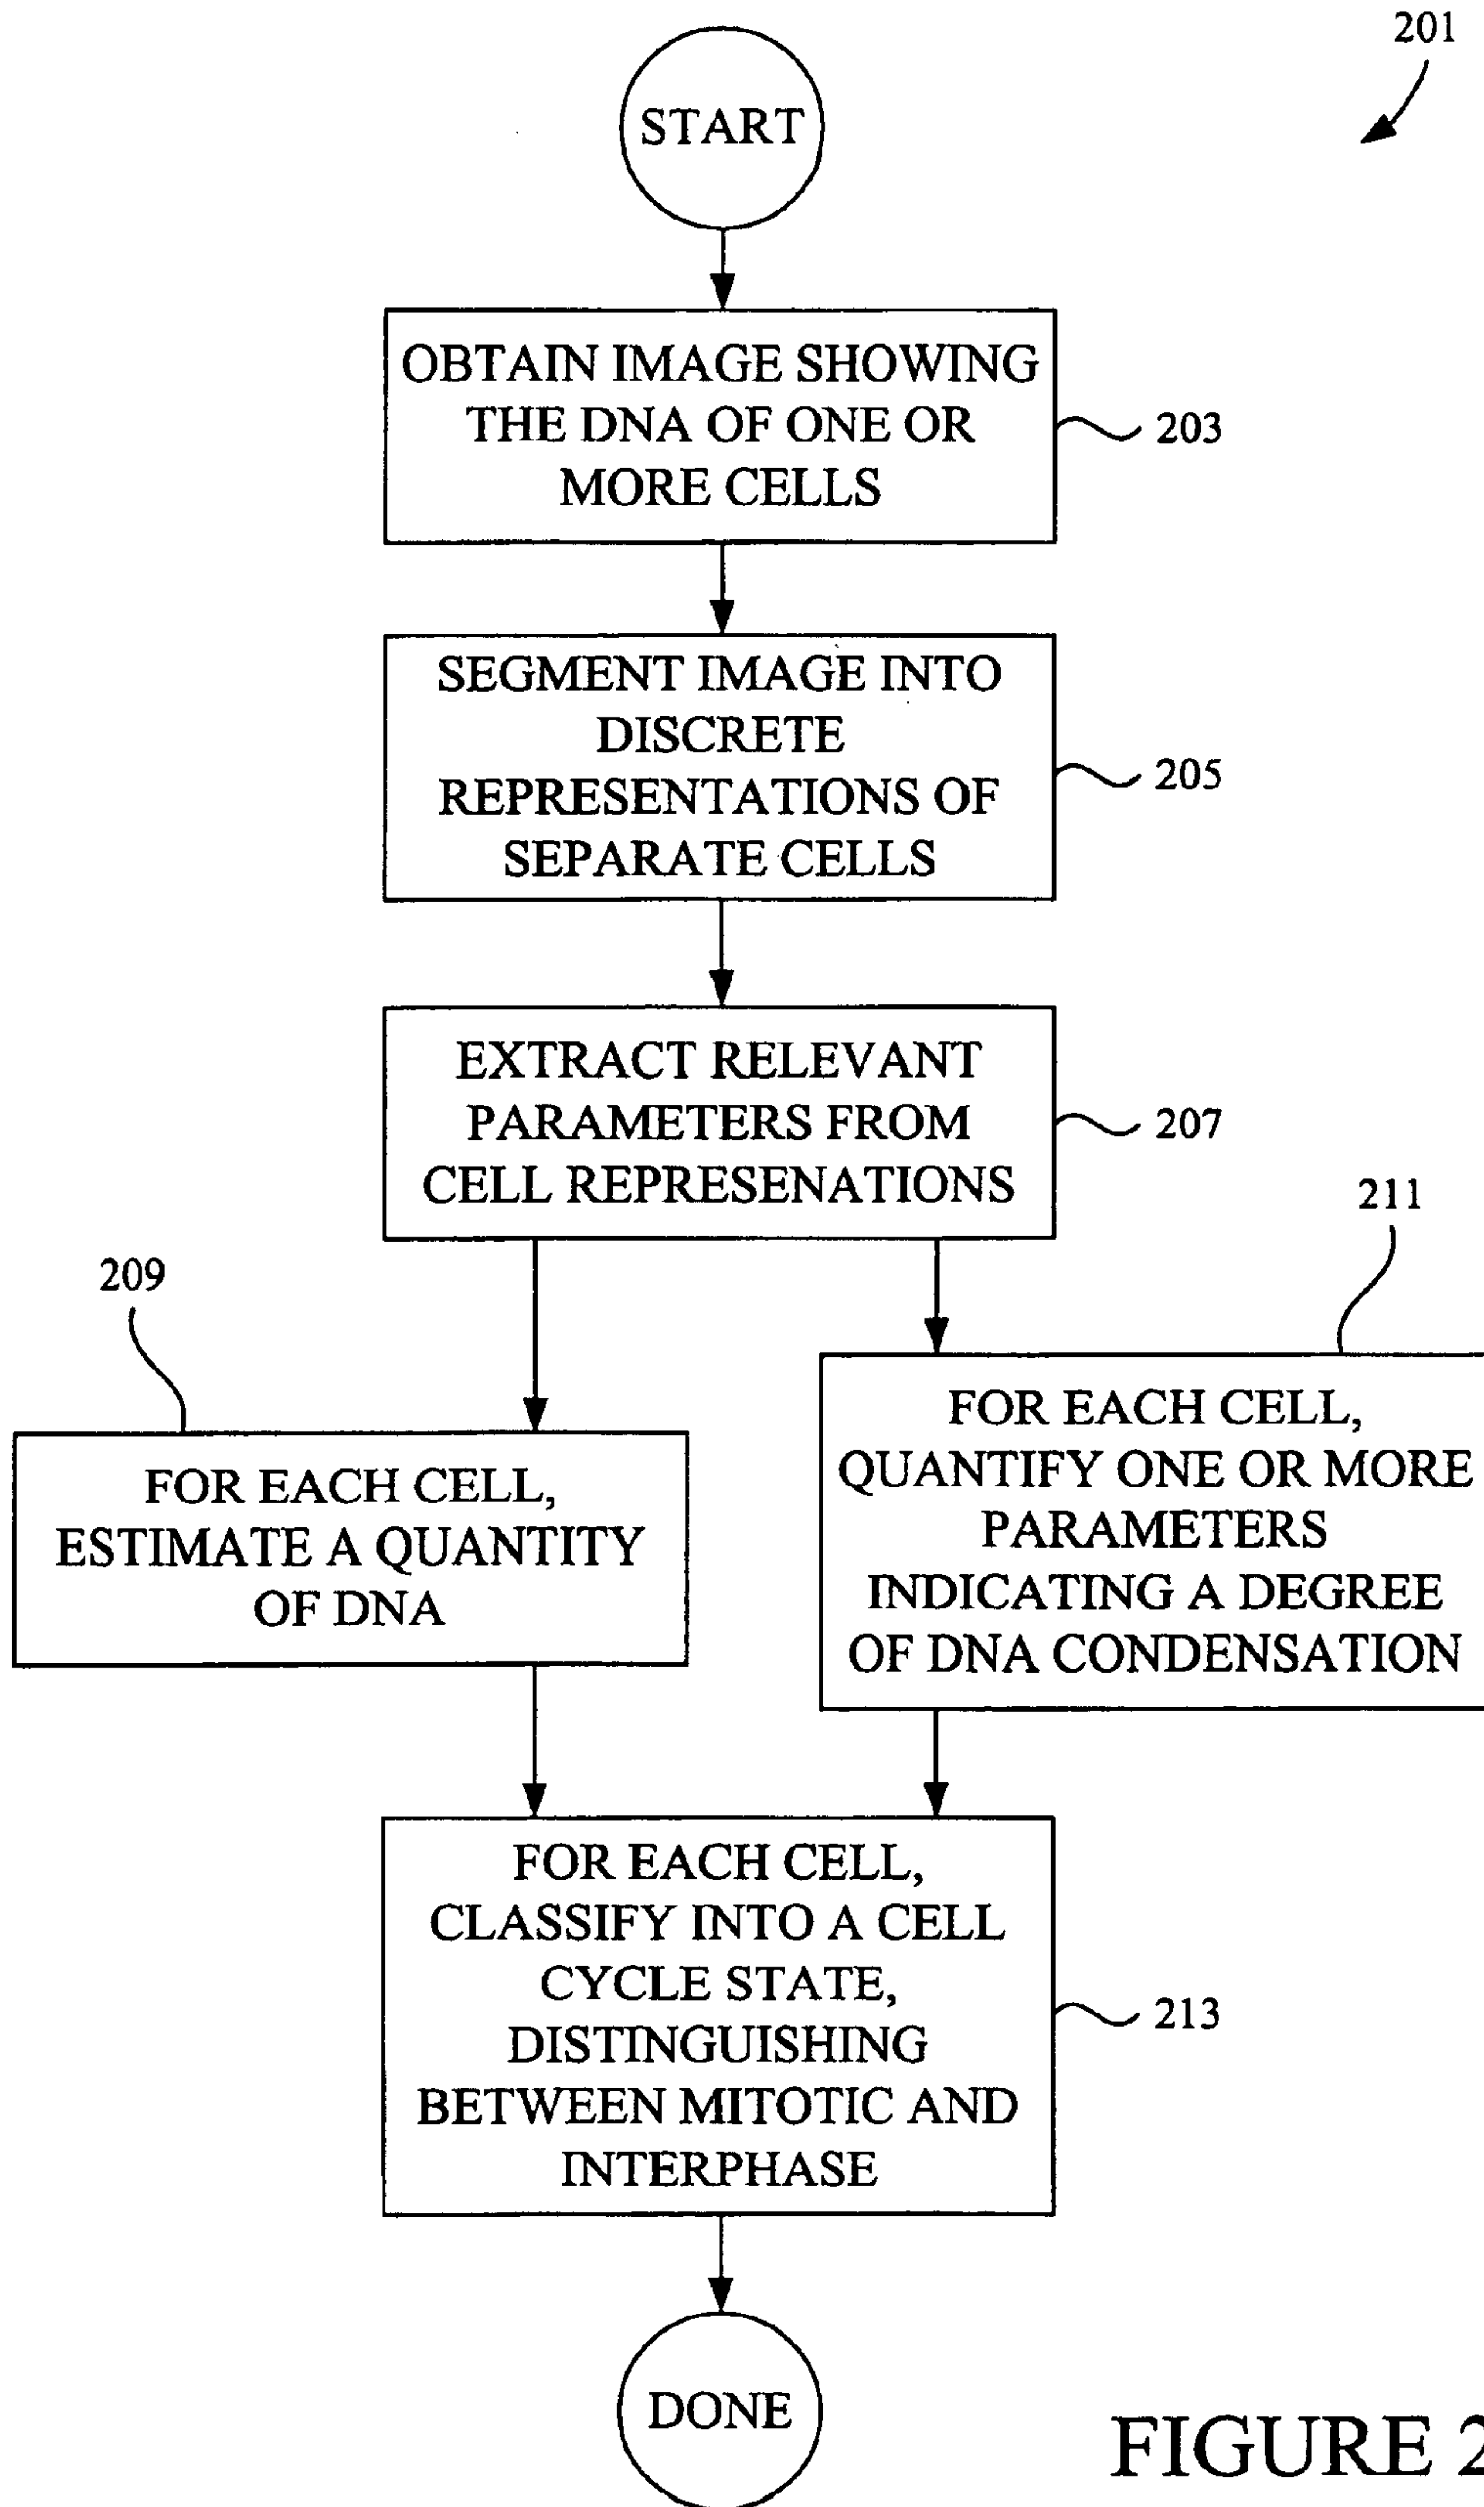 201
START
OBTAIN IMAGE SHOWING
THE DNA OF ONE OR
MORE CELLS
203
SEGMENT IMAGE INTO
DISCRETE
REPRESENTATIONS OF
SEPARATE CELLS
205
EXTRACT RELEVANT
PARAMETERS FROM
CELL REPRESENATIONS
207
209
211
FOR EACH CELL,
ESTIMATE A QUANTITY
OF DNA
FOR EACH CELL,
QUANTIFY ONE OR MORE
PARAMETERS
INDICATING A DEGREE
OF DNA CONDENSATION
FOR EACH CELL,
CLASSIFY INTO A CELL
CYCLE STATE,
DISTINGUISHING
BETWEEN MITOTIC AND
INTERPHASE
213
DONE
FIGURE 2